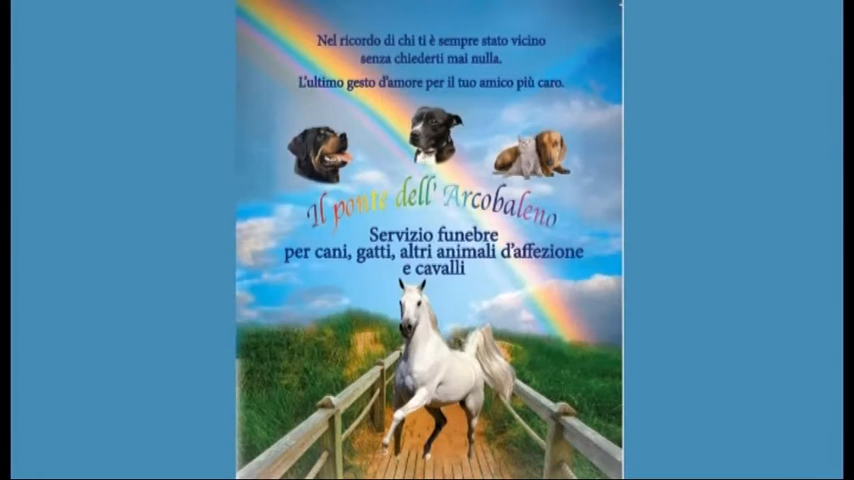 Nel ricordo di chi ti è sempre stato vicino
senza chiederti mai nulla.
L'ultimo gesto d'amore per il tuo amico più caro.
Il ponte dell' Arcobaleno
Servizio funebre
per cani, gatti, altri animali d'affezione
e cavalli